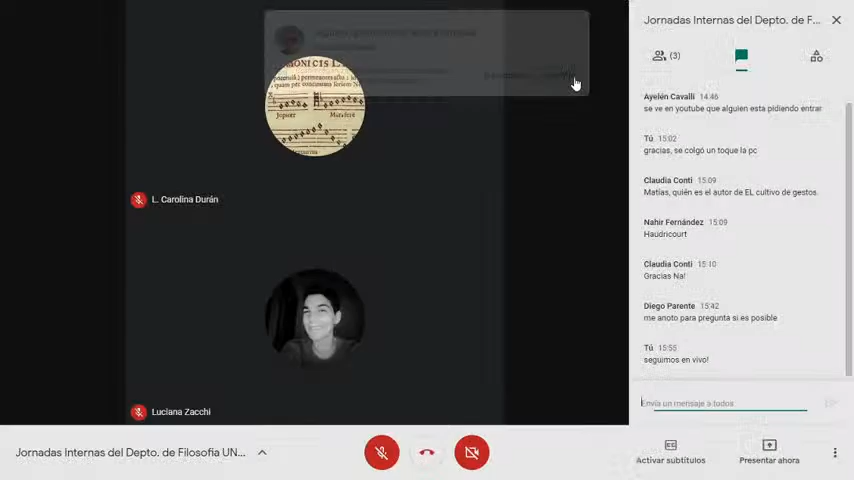 Jornadas Internas del Depto. de F...
(3)
Ayelén Cavalli 14:46
se ve en youtube que alguien esta pidiendo entrar
Tú 15:02
gracias, se colgó un toque la pc
Claudia Conti 15:09
Matías, quién es el autor de EL cultivo de gestos.
Nahir Fernández 15:09
Haudricourt
Claudia Conti 15:10
Gracias Na!
Diego Parente 15:42
me anoto para pregunta si es posible
Tú 15:55
seguimos en vivo!
Envía un mensaje a todos
MONICIS L
Jupiter
L. Carolina Durán
Luciana Zacchi
Jornadas Internas del Depto. de Filosofía UN...
Activar subtítulos
Presentar ahora